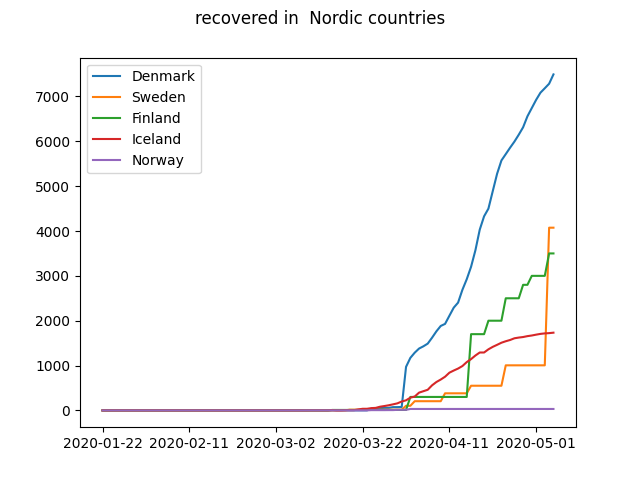 recovered in  Nordic countries
Denmark
Sweden
Finland
Iceland
Norway
7000
6000
5000
4000
3000
2000
1000
0
2020-01-22 2020-02-11 2020-03-02 2020-03-22 2020-04-11 2020-05-01